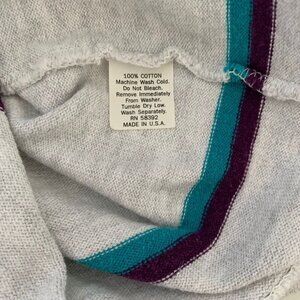 100% COTTON
Machine Wash Cold.
Do Not Bleach.
Remove Immediately
From Washer.
Tumble Dry Low.
Wash Separately.
RN 58392
MADE IN U.S.A.